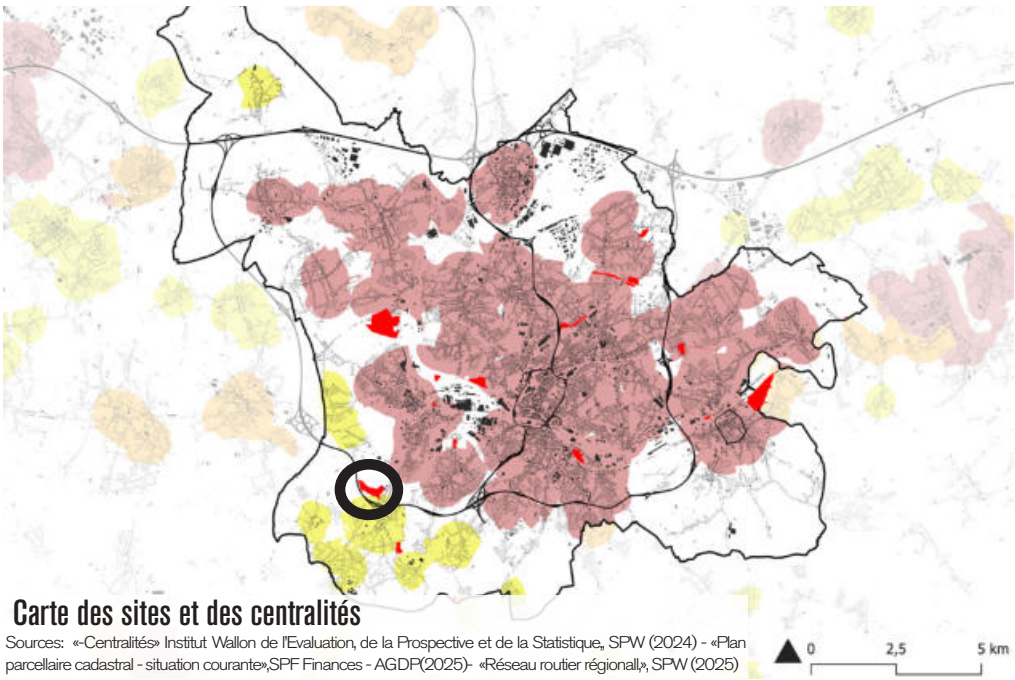 Carte des sites et des centralités
Sources: «-Centralités» Institut Wallon de l'Evaluation, de la Prospective et de la Statistique,, SPW (2024) - «Plan
parcellaire cadastral - situation courante»,SPF Finances - AGDP(2025)- «Réseau routier régional,», SPW (2025)
0 2,5 5 km